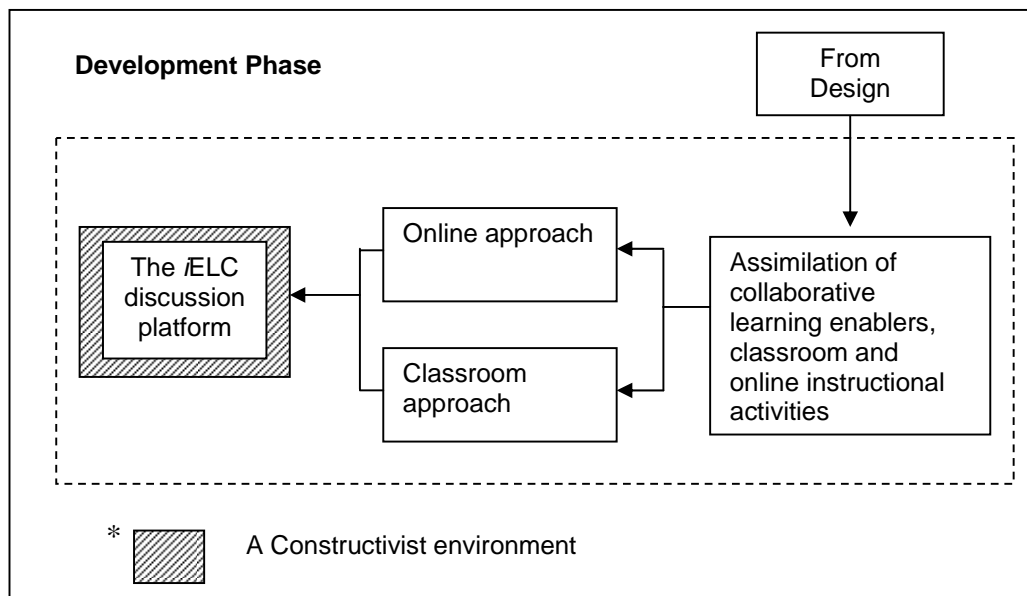 Development Phase
From
Design
The iELC
discussion
platform
Online approach
Classroom
approach
Assimilation of
collaborative
learning enablers,
classroom and
online instructional
activities
* A Constructivist environment